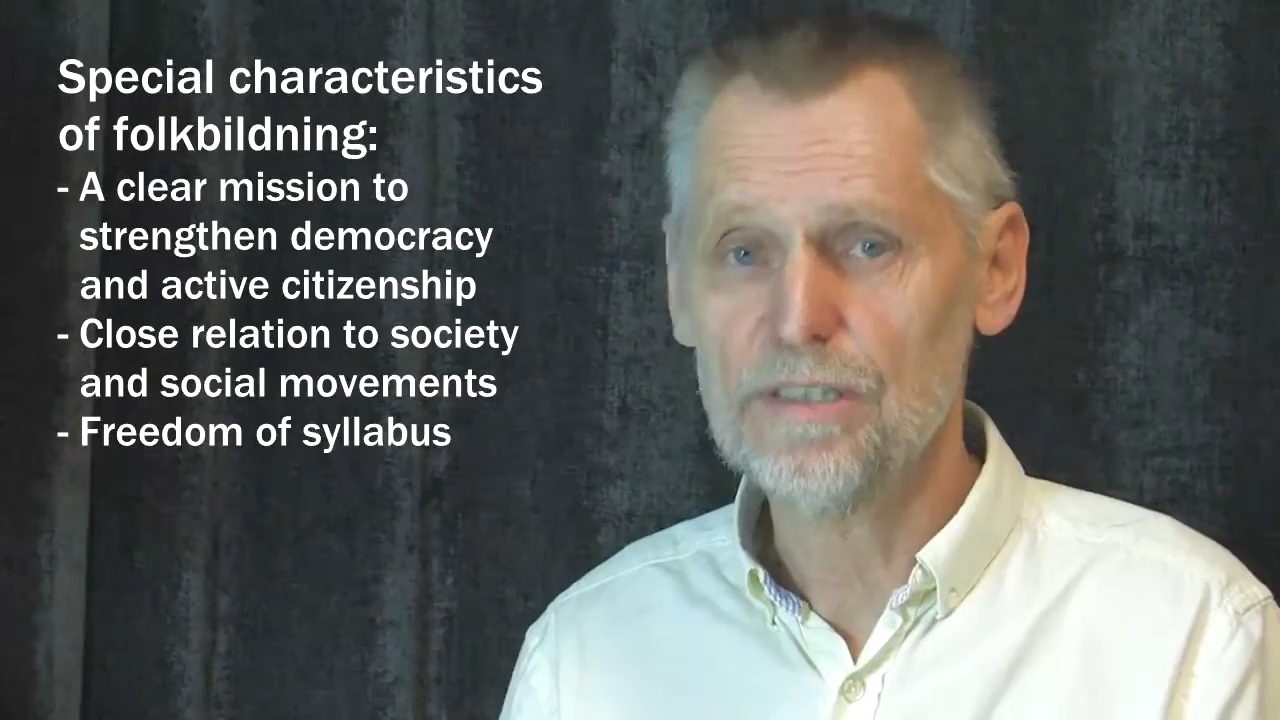 Special characteristics
of folkbildning:
- A clear mission to
strengthen democracy
and active citizenship
- Close relation to society
and social movements
- Freedom of syllabus